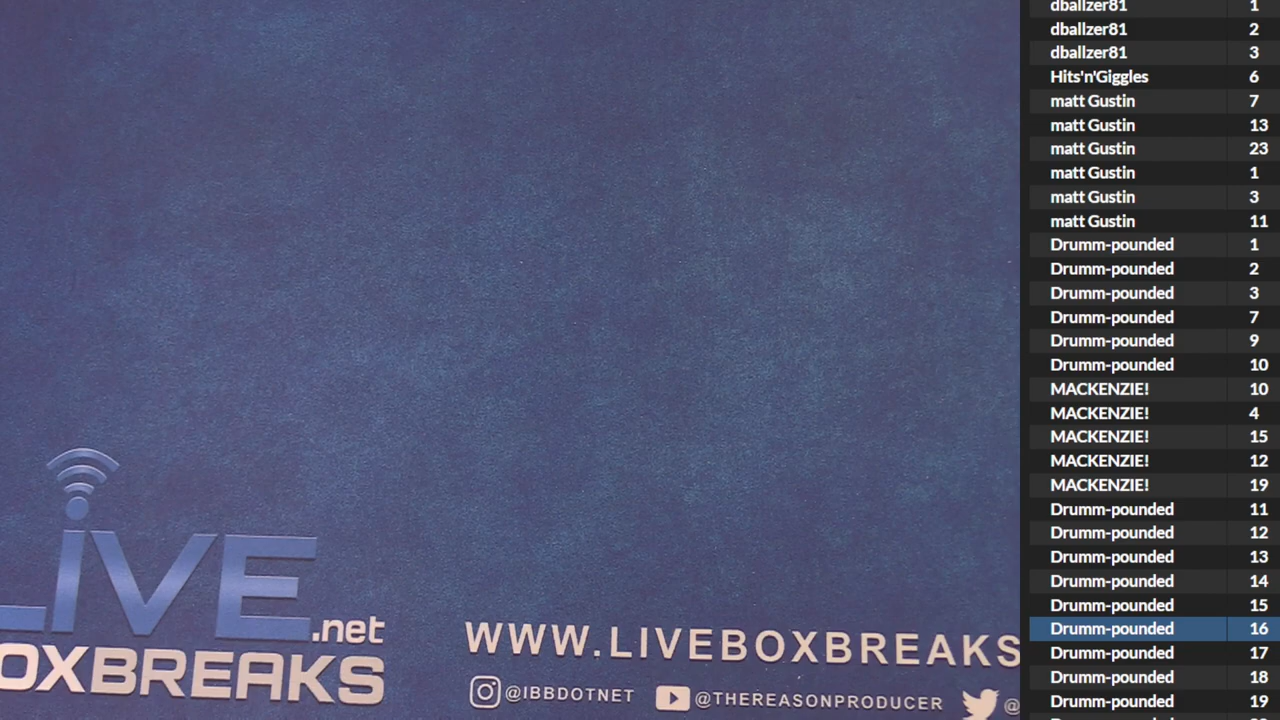 LIVE.net
OXBREAKS
WWW.LIVEBOXBREAKS
@IBBDOTNET @THEREASONPRODUCER @
dballzer81 1
dballzer81 2
dballzer81 3
Hits'n'Giggles 6
matt Gustin 7
matt Gustin 13
matt Gustin 23
matt Gustin 1
matt Gustin 3
matt Gustin 11
Drumm-pounded 1
Drumm-pounded 2
Drumm-pounded 3
Drumm-pounded 7
Drumm-pounded 9
Drumm-pounded 10
MACKENZIE! 10
MACKENZIE! 4
MACKENZIE! 15
MACKENZIE! 12
MACKENZIE! 19
Drumm-pounded 11
Drumm-pounded 12
Drumm-pounded 13
Drumm-pounded 14
Drumm-pounded 15
Drumm-pounded 16
Drumm-pounded 17
Drumm-pounded 18
Drumm-pounded 19